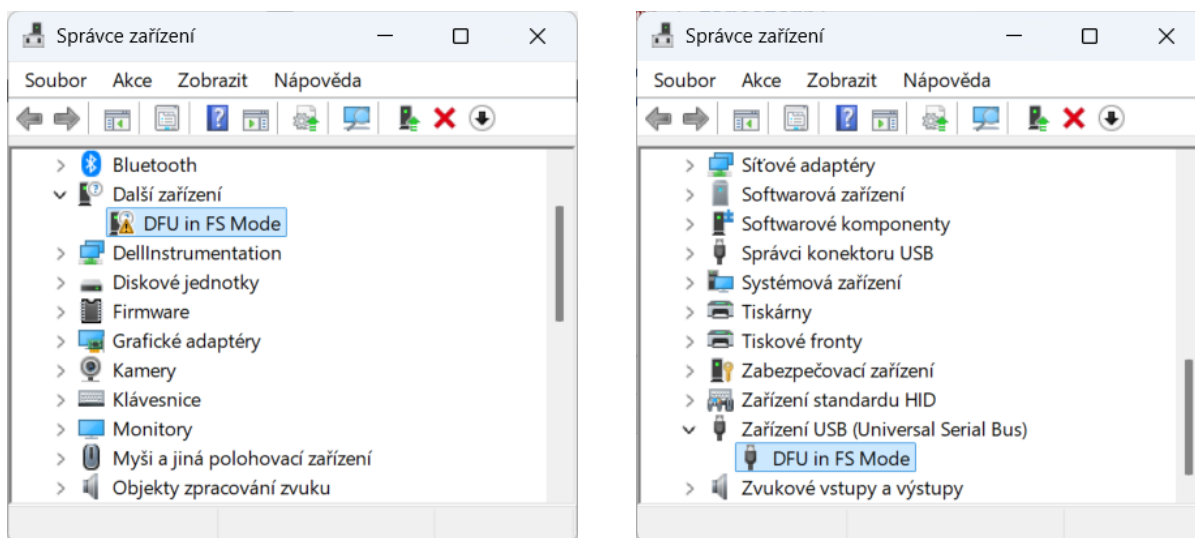 Správce zařízení
Soubor Akce Zobrazit Nápověda
Bluetooth
Další zařízení
DFU in FS Mode
DellInstrumentation
Diskové jednotky
Firmware
Grafické adaptéry
Kamery
Klávesnice
Monitory
Myši a jiná polohovací zařízení
Objekty zpracování zvuku
Správce zařízení
Soubor Akce Zobrazit Nápověda
Síťové adaptéry
Softwarová zařízení
Softwarové komponenty
Správci konektoru USB
Systémová zařízení
Tiskárny
Tiskové fronty
Zabezpečovací zařízení
Zařízení standardu HID
Zařízení USB (Universal Serial Bus)
DFU in FS Mode
Zvukové vstupy a výstupy